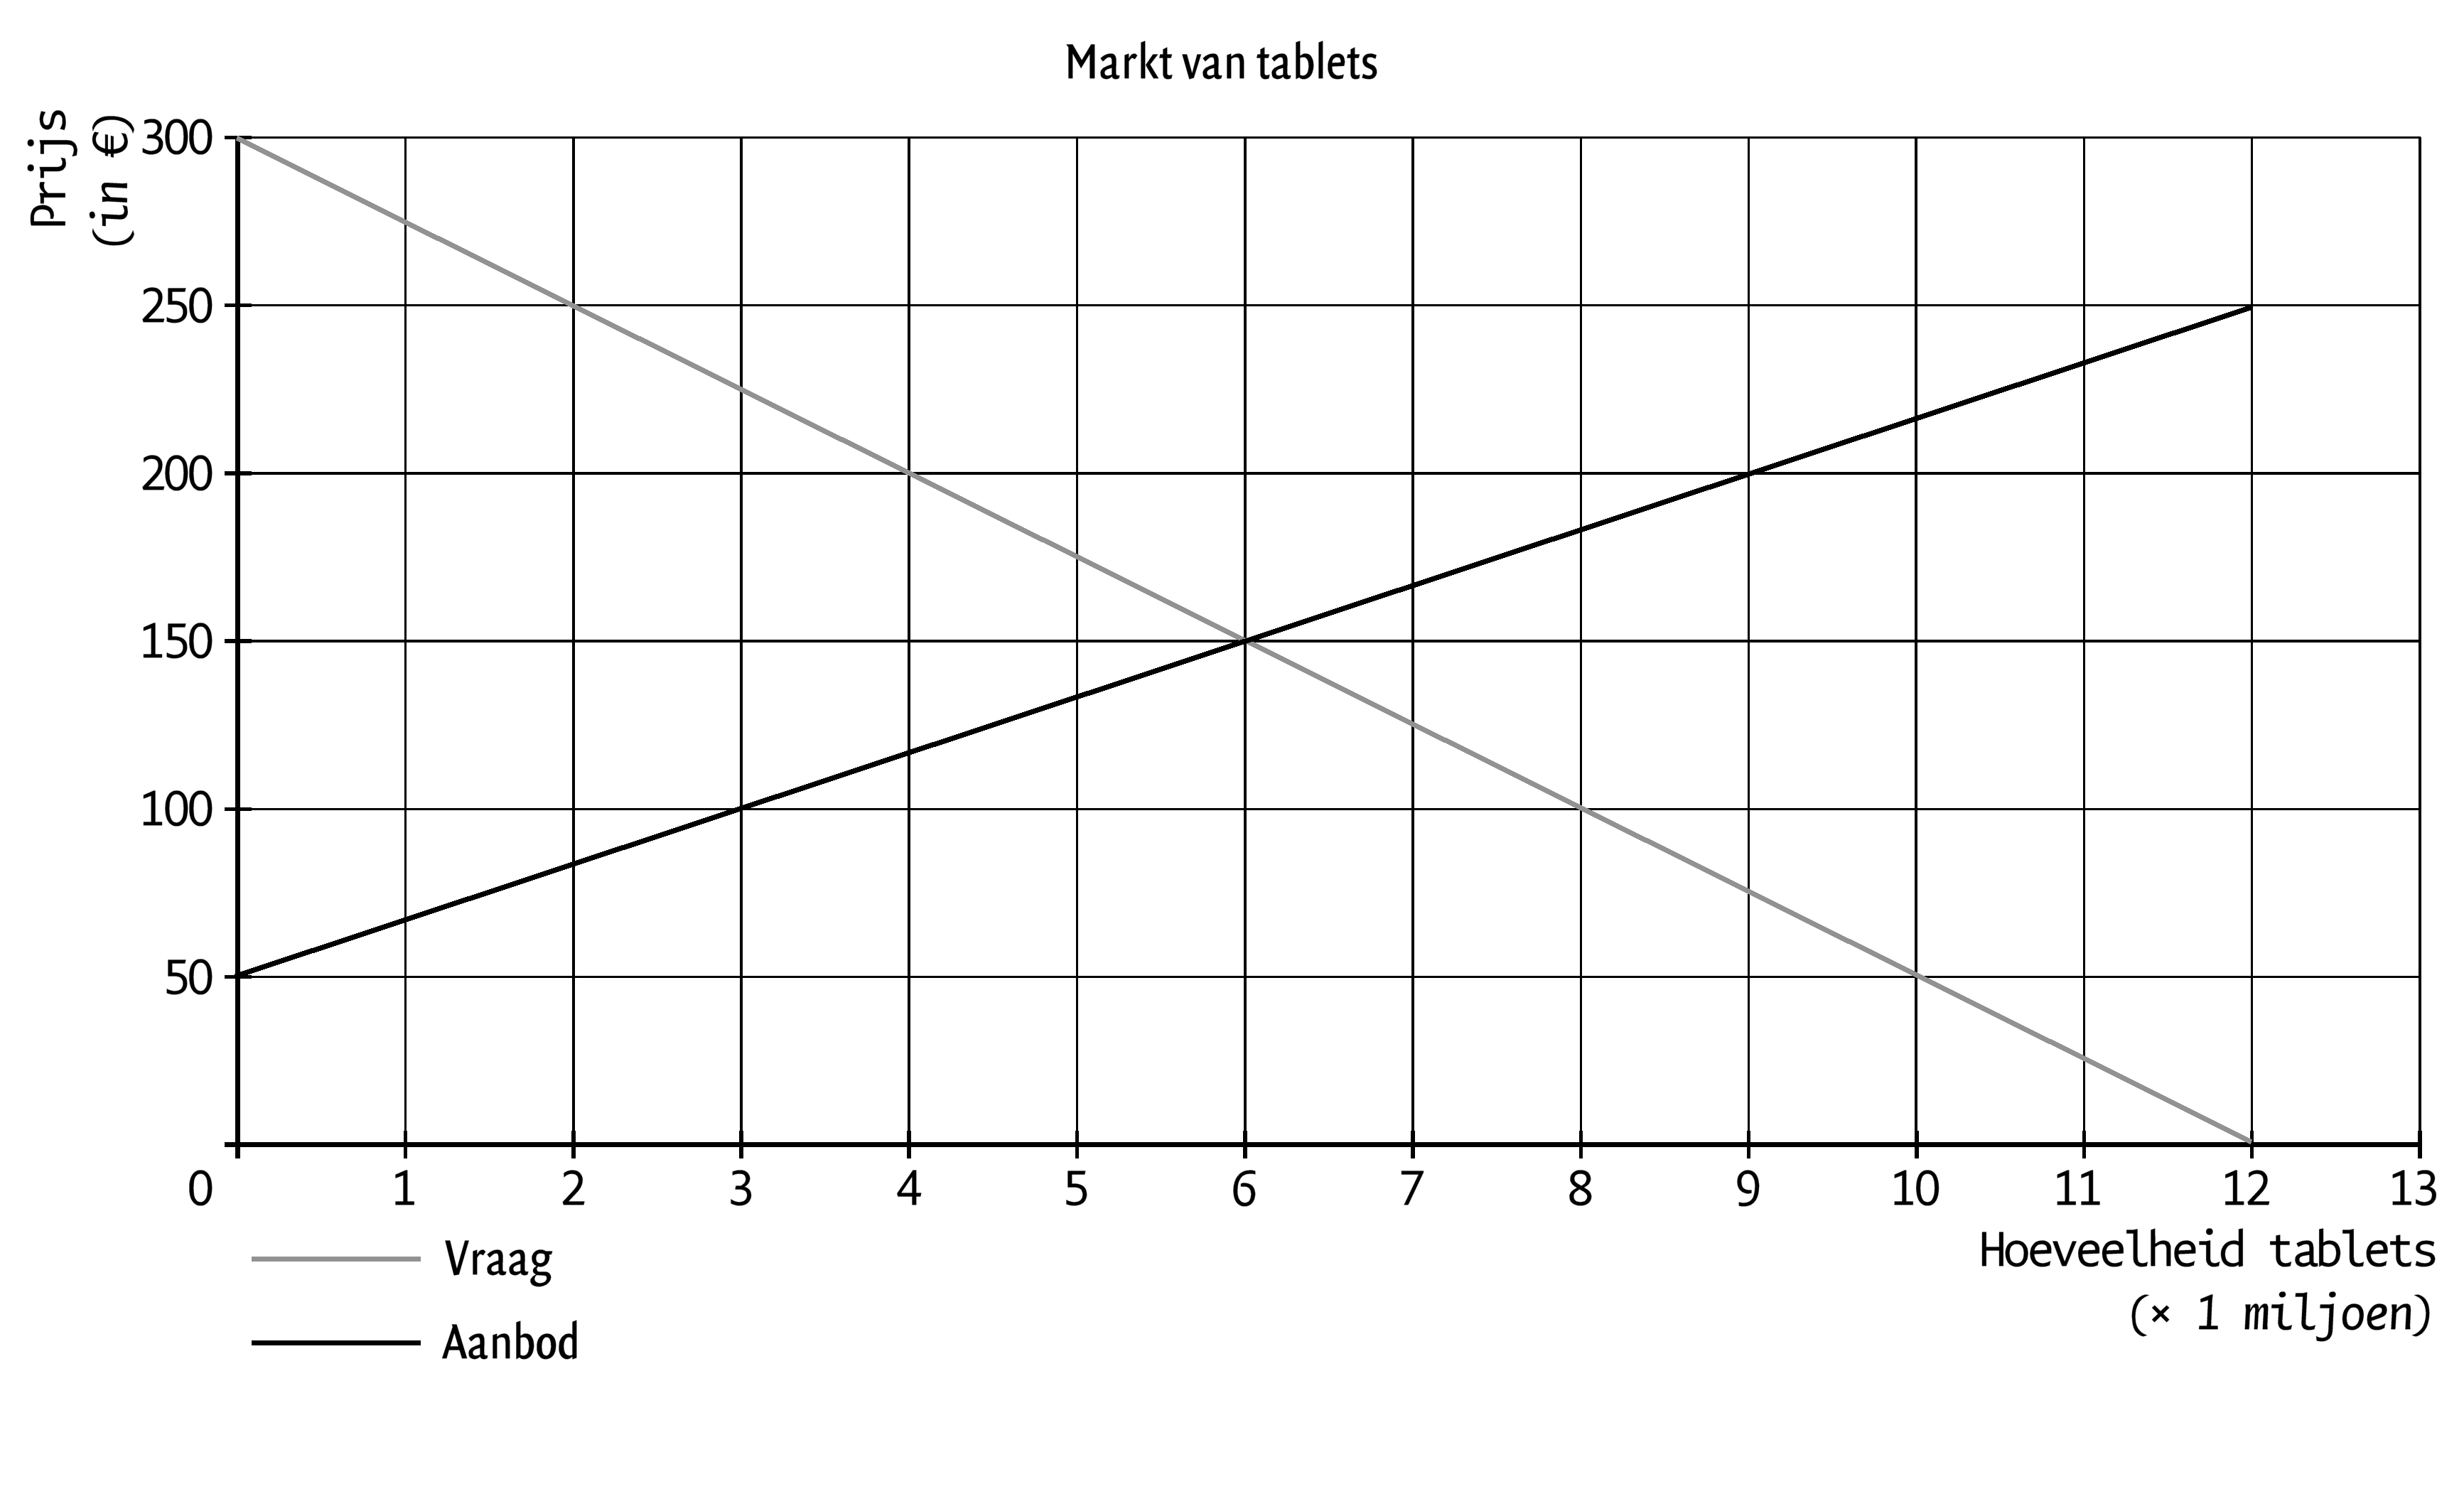 Markt van tablets
Prijs
(in €)
300
250
200
150
100
50
0 1 2 3 4 5 6 7 8 9 10 11 12 13
Hoeveelheid tablets
(× 1 miljoen)
Vraag
Aanbod